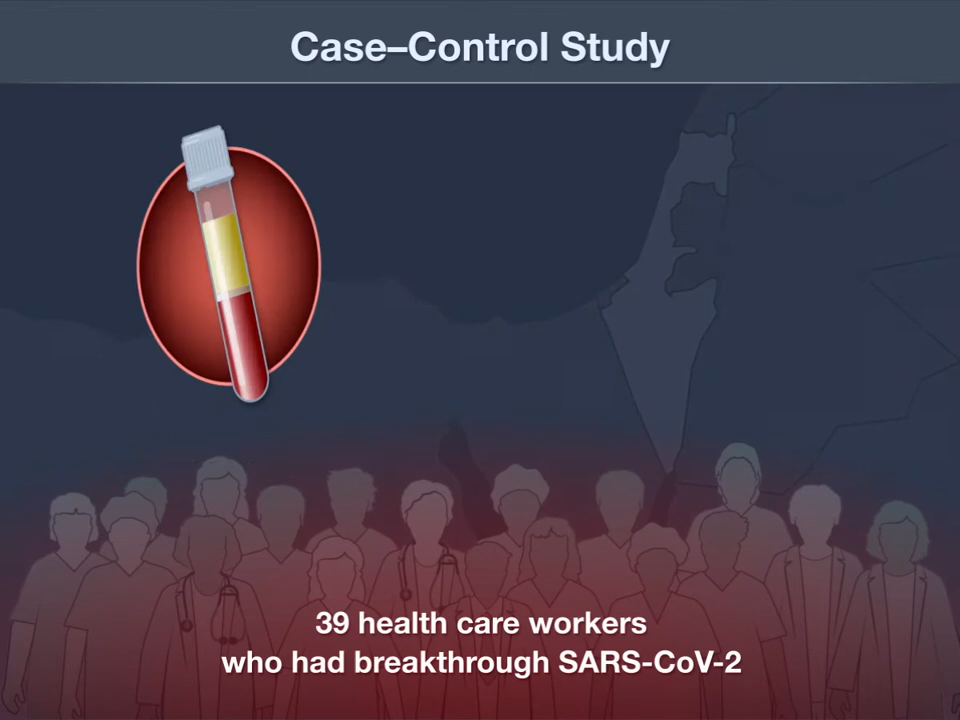 Case–Control Study
39 health care workers
who had breakthrough SARS-CoV-2